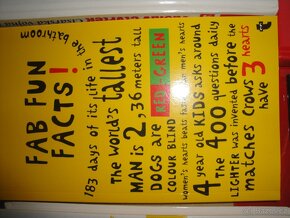 FAB FUN
FACTS!
183 days of its life in the bathroom
The world's tallest
MAN is 2,36 meters tall
DOGS are RED-GREEN
COLOUR BLIND
women's hearts beats faster than men's hearts
4 year old KIDS asks around
The 400 questions daily
LIGHTER was invented before the
matches CROWS have 3 hearts